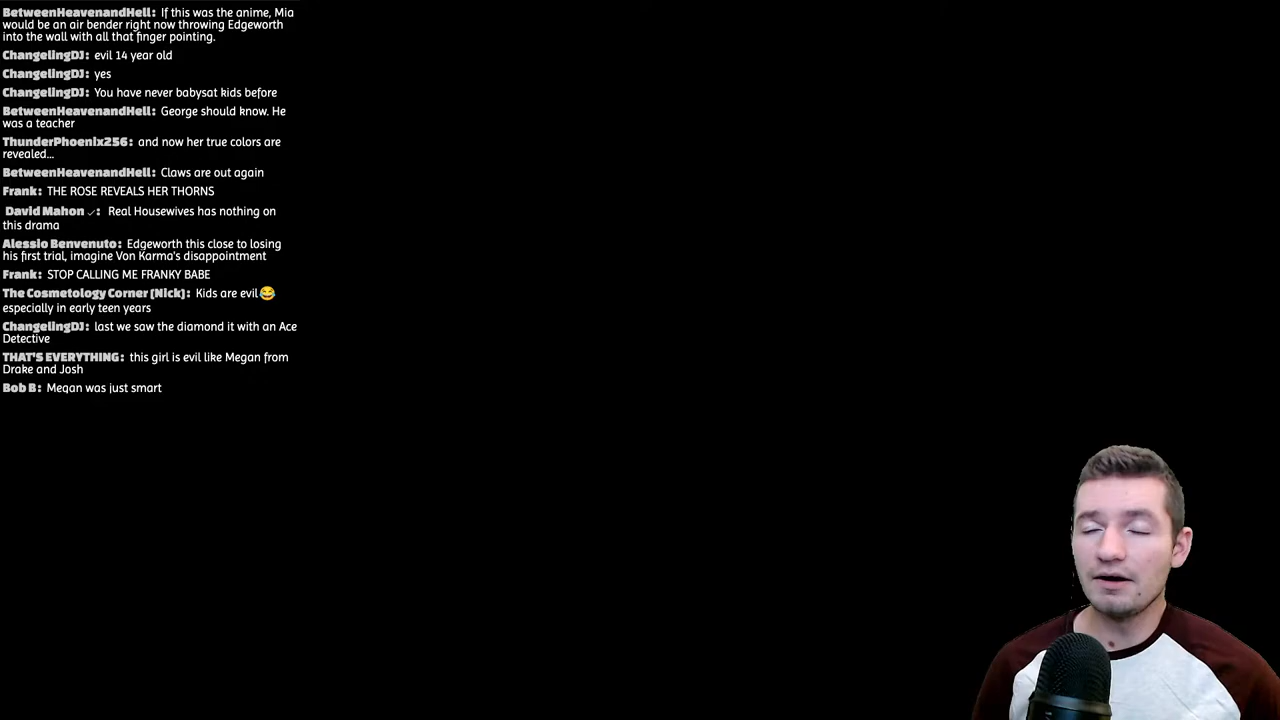 BetweenHeavenandHell: If this was the anime, Mia
would be an air bender right now throwing Edgeworth
into the wall with all that finger pointing.
ChangelingDJ: evil 14 year old
ChangelingDJ: yes
ChangelingDJ: You have never babysat kids before
BetweenHeavenandHell: George should know. He
was a teacher
ThunderPhoenix256: and now her true colors are
revealed...
BetweenHeavenandHell: Claws are out again
Frank: THE ROSE REVEALS HER THORNS
David Mahon ✓: Real Housewives has nothing on
this drama
Alessio Benvenuto: Edgeworth this close to losing
his first trial, imagine Von Karma's disappointment
Frank: STOP CALLING ME FRANKY BABE
The Cosmetology Corner (Nick): Kids are evil😂
especially in early teen years
ChangelingDJ: last we saw the diamond it with an Ace
Detective
THAT'S EVERYTHING: this girl is evil like Megan from
Drake and Josh
Bob B: Megan was just smart